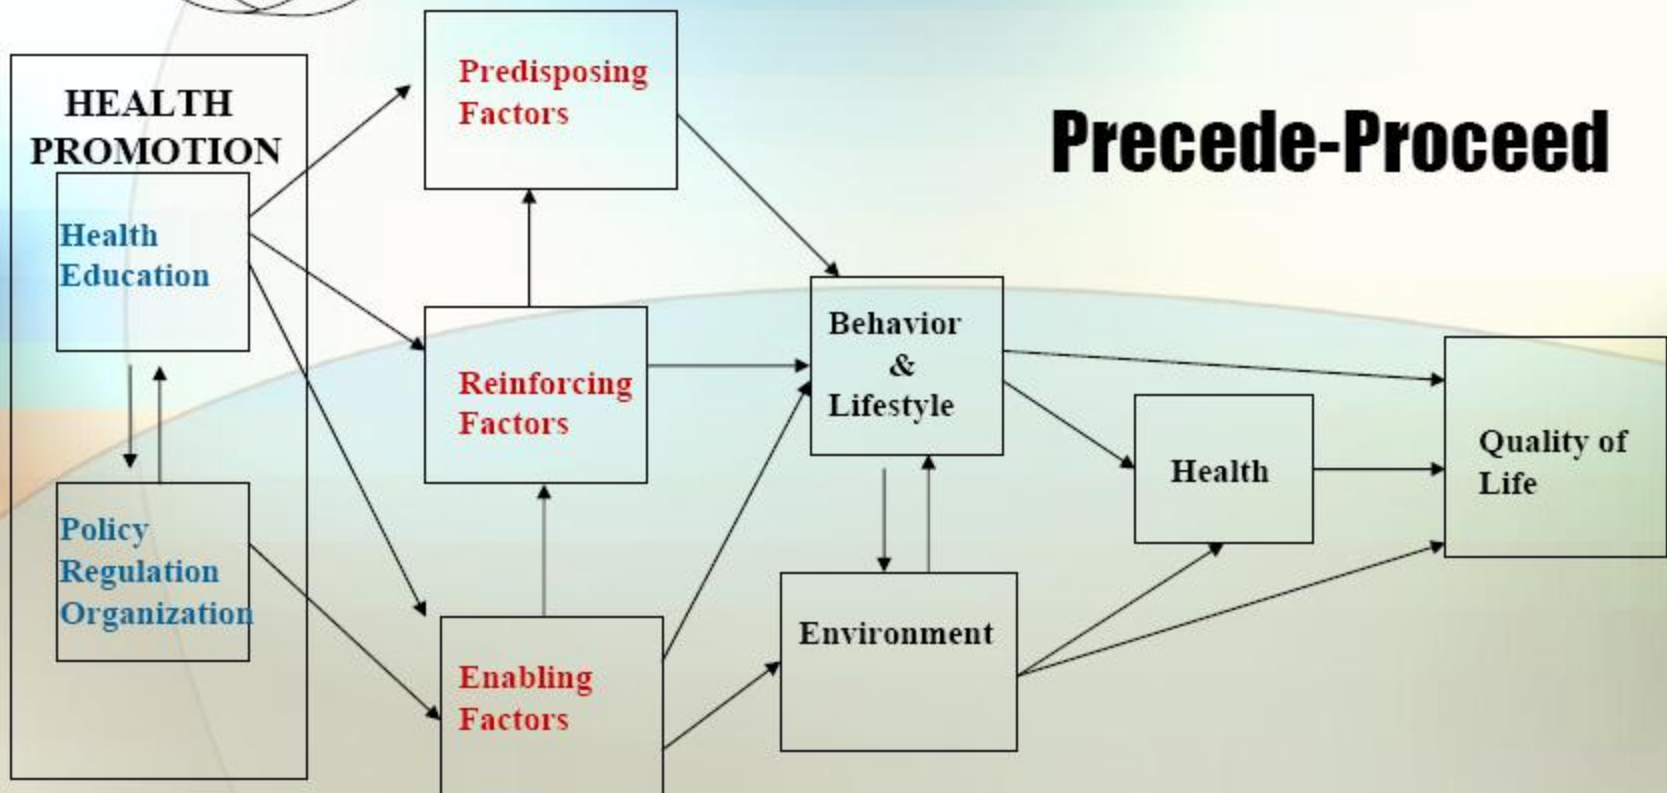 Precede-Proceed
HEALTH
PROMOTION
Health
Education
Policy
Regulation
Organization
Predisposing
Factors
Reinforcing
Factors
Enabling
Factors
Behavior
&
Lifestyle
Environment
Health
Quality of
Life